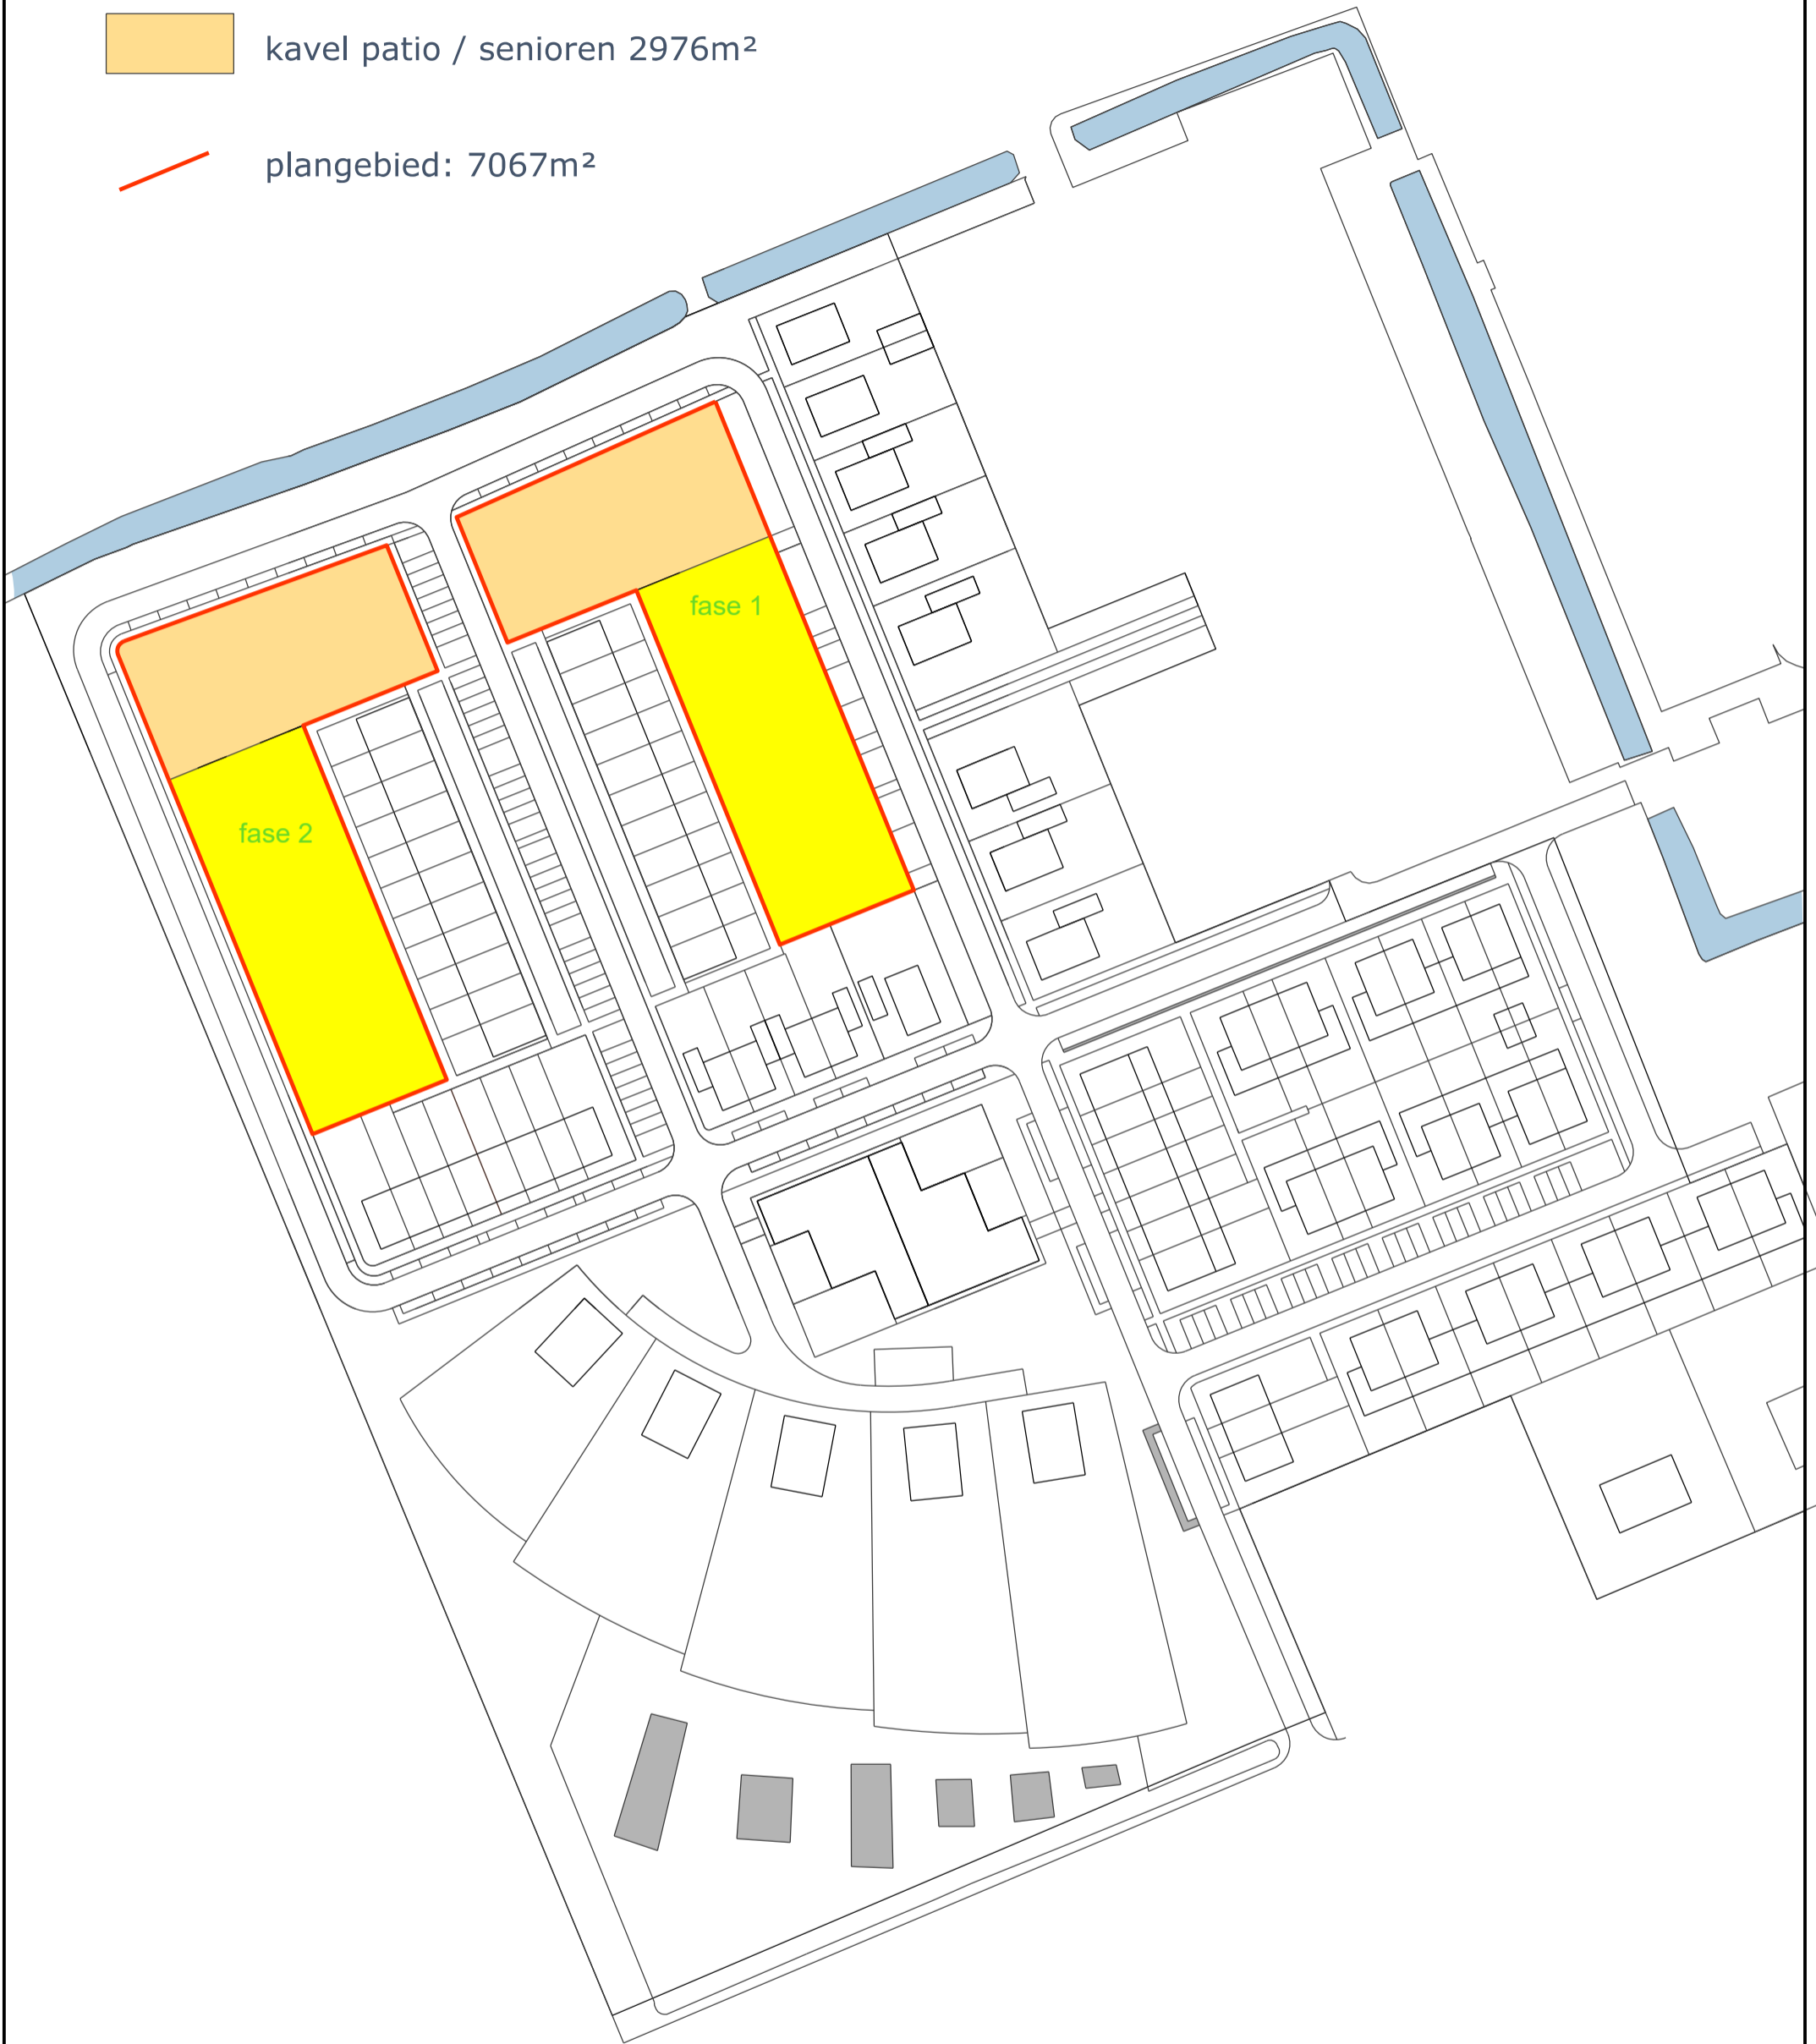 kavel patio / senioren 2976m²
plangebied: 7067m²
fase 1
fase 2